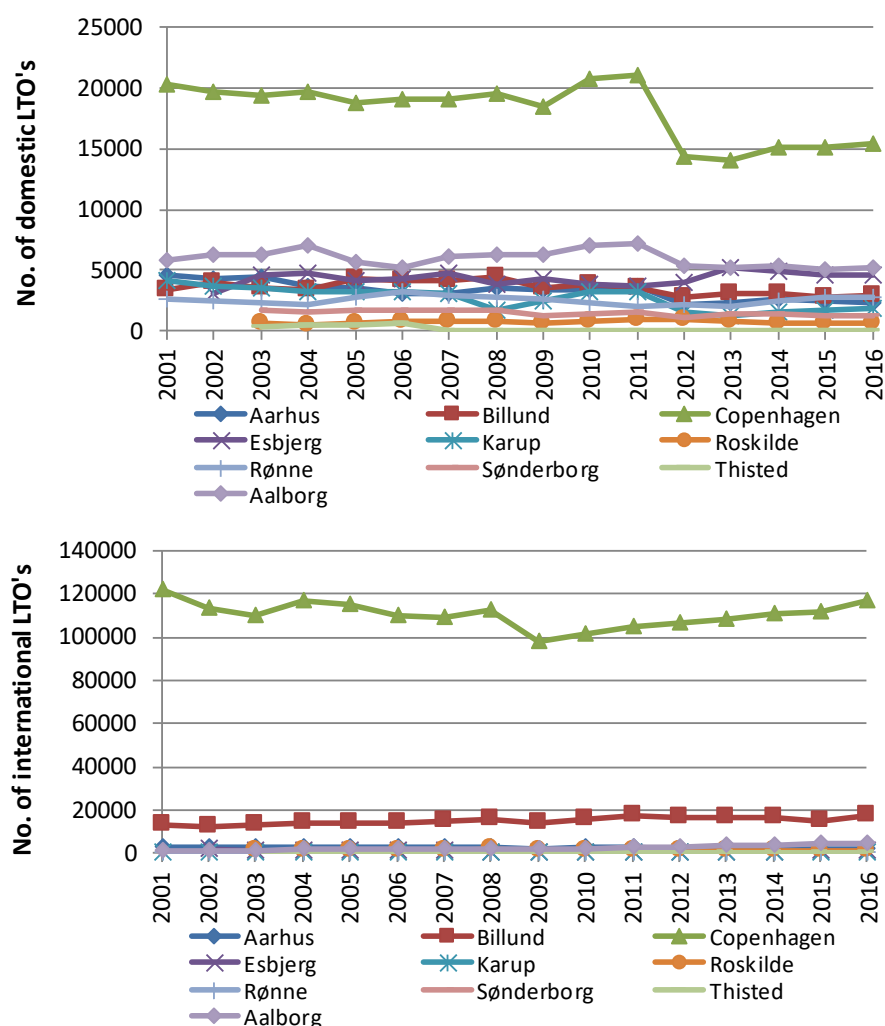 25000
20000
15000
10000
5000
0
No. of domestic LTO's
2001 2002 2003 2004 2005 2006 2007 2008 2009 2010 2011 2012 2013 2014 2015 2016
Aarhus Billund Copenhagen
Esbjerg Karup Roskilde
Rønne Sønderborg Thisted
Aalborg
140000
120000
100000
80000
60000
40000
20000
0
No. of international LTO's
2001 2002 2003 2004 2005 2006 2007 2008 2009 2010 2011 2012 2013 2014 2015 2016
Aarhus Billund Copenhagen
Esbjerg Karup Roskilde
Rønne Sønderborg Thisted
Aalborg